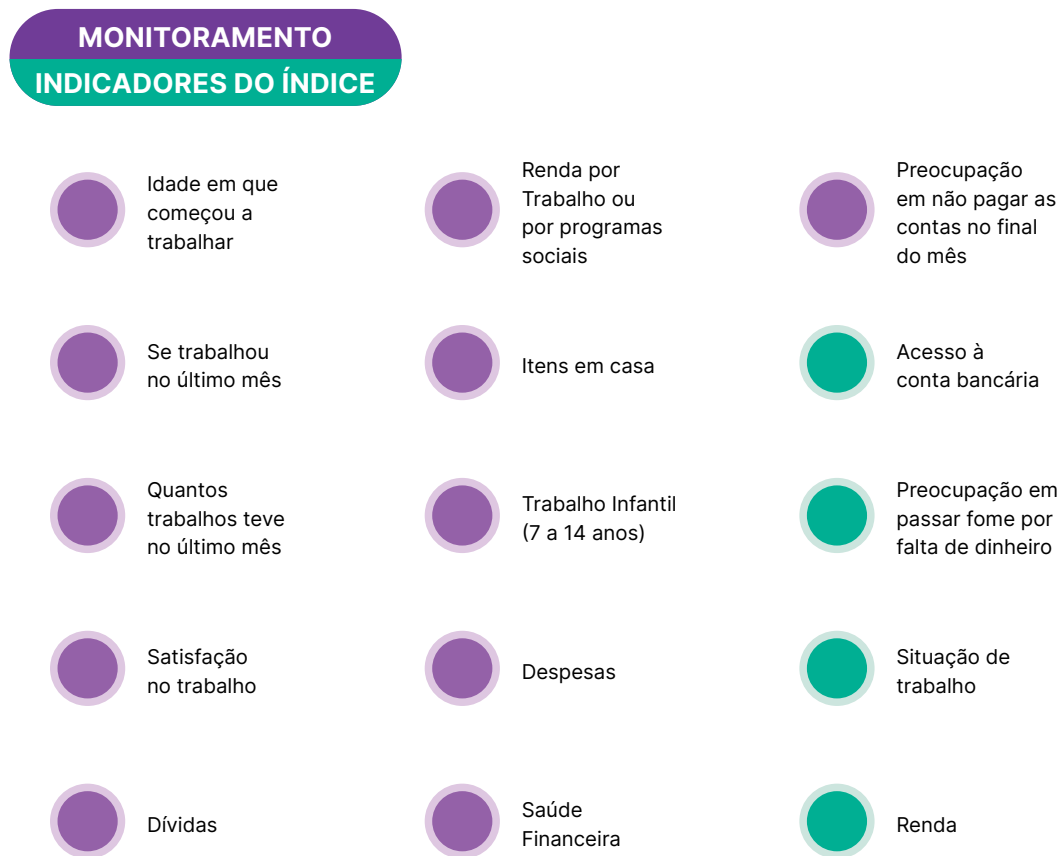 MONITORAMENTO
INDICADORES DO ÍNDICE
Idade em que
começou a
trabalhar
Renda por
Trabalho ou
por programas
sociais
Preocupação
em não pagar as
contas no final
do mês
Se trabalhou
no último mês
Itens em casa
Acesso à
conta bancária
Quantos
trabalhos teve
no último mês
Trabalho Infantil
(7 a 14 anos)
Preocupação em
passar fome por
falta de dinheiro
Satisfação
no trabalho
Despesas
Situação de
trabalho
Dívidas
Saúde
Financeira
Renda